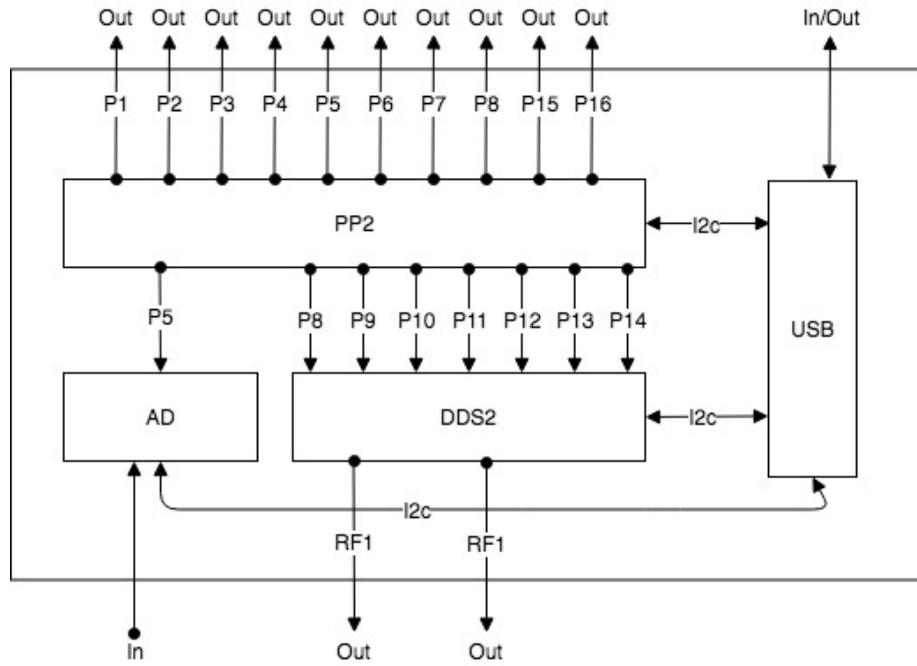 Out Out Out Out Out Out Out Out Out Out In/Out
P1 P2 P3 P4 P5 P6 P7 P8 P15 P16
PP2 I2c
P5 P8 P9 P10 P11 P12 P13 P14 USB
AD DDS2 I2c
I2c
RF1 RF1
In Out Out